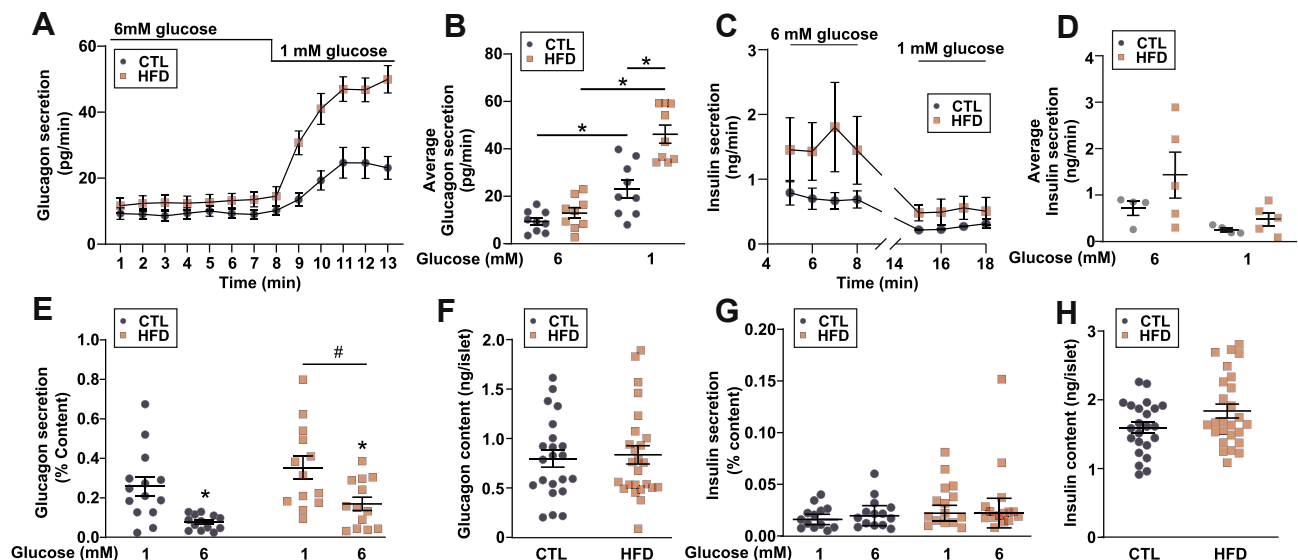 A
6mM glucose
1 mM glucose
CTL
HFD
Glucagon secretion
(pg/min)
60
40
20
0
1 2 3 4 5 6 7 8 9 10 11 12 13
Time (min)
B
CTL
HFD
Average
Glucagon secretion
(pg/min)
80
60
40
20
0
*
*
*
Glucose (mM)
6 1
C
6 mM glucose
1 mM glucose
CTL
HFD
Insulin secretion
(ng/min)
3
2
1
0
4 6 8 14 16 18
Time (min)
D
CTL
HFD
Average
Insulin secretion
(ng/min)
4
3
2
1
0
Glucose (mM)
6 1
E
CTL
HFD
Glucagon secretion
(% Content)
1.0
0.8
0.6
0.4
0.2
0.0
*
#
*
Glucose (mM)
1 6 1 6
F
CTL
HFD
Glucagon content (ng/islet)
2.0
1.5
1.0
0.5
0.0
CTL HFD
G
CTL
HFD
Insulin secretion
(% content)
0.20
0.15
0.10
0.05
0.00
Glucose (mM)
1 6 1 6
H
CTL
HFD
Insulin content (ng/islet)
3
2
1
0
CTL HFD